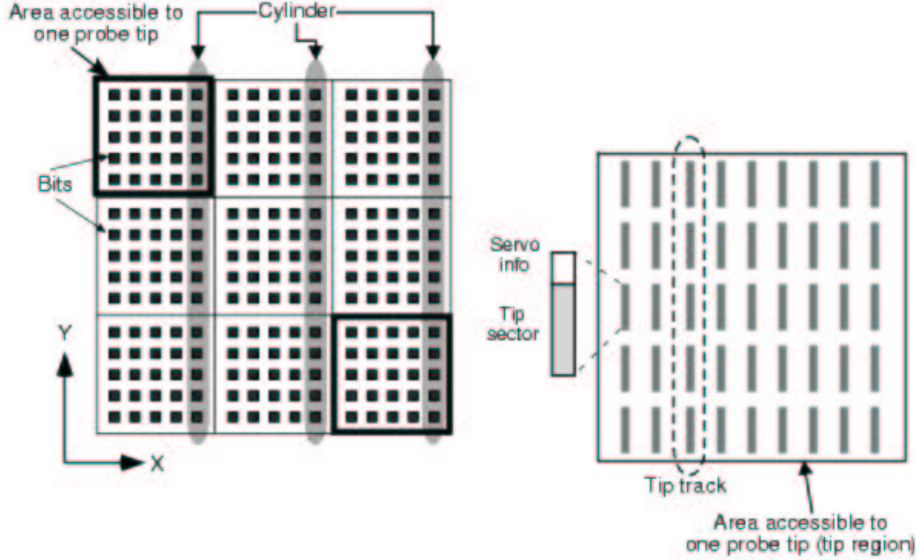 Area accessible to
one probe tip
Cylinder
Bits
Y
X
Servo
info
Tip
sector
Tip track
Area accessible to
one probe tip (tip region)